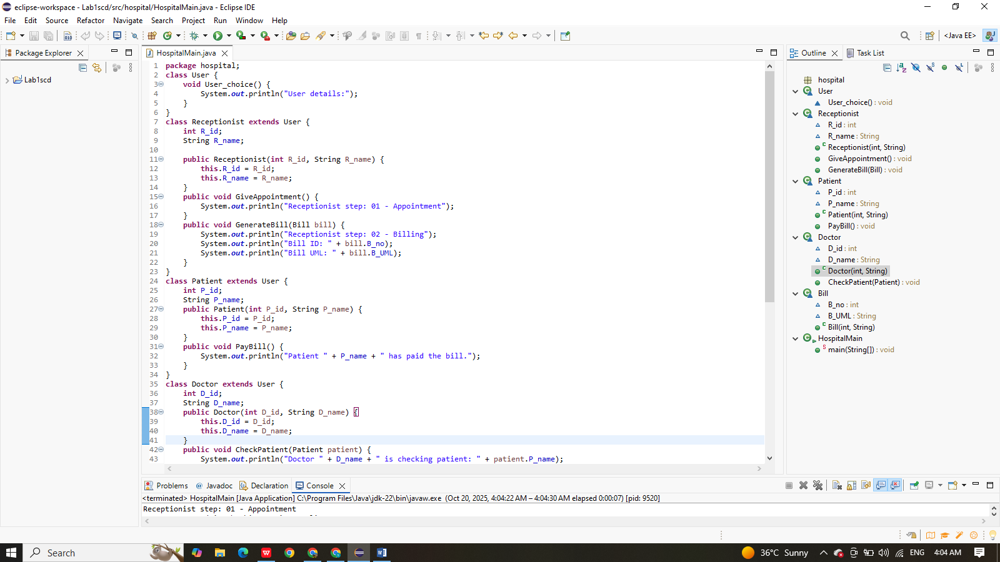 eclipse-workspace - Lab1scd/src/hospital/HospitalMain.java - Eclipse IDE
File Edit Source Refactor Navigate Search Project Run Window Help
<Java EE>
Package Explorer
Lab1scd
HospitalMain.java
1 package hospital;
2 class User {
3 void User_choice() {
4 System.out.println("User details:");
5 }
6 }
7 class Receptionist extends User {
8 int R_id;
9 String R_name;
10
11 public Receptionist(int R_id, String R_name) {
12 this.R_id = R_id;
13 this.R_name = R_name;
14 }
15 public void GiveAppointment() {
16 System.out.println("Receptionist step: 01 - Appointment");
17 }
18 public void GenerateBill(Bill bill) {
19 System.out.println("Receptionist step: 02 - Billing");
20 System.out.println("Bill ID: " + bill.B_no);
21 System.out.println("Bill UML: " + bill.B_UML);
22 }
23 }
24 class Patient extends User {
25 int P_id;
26 String P_name;
27 public Patient(int P_id, String P_name) {
28 this.P_id = P_id;
29 this.P_name = P_name;
30 }
31 public void PayBill() {
32 System.out.println("Patient " + P_name + " has paid the bill.");
33 }
34 }
35 class Doctor extends User {
36 int D_id;
37 String D_name;
38 public Doctor(int D_id, String D_name) {
39 this.D_id = D_id;
40 this.D_name = D_name;
41 }
42 public void CheckPatient(Patient patient) {
43 System.out.println("Doctor " + D_name + " is checking patient: " + patient.P_name);
Outline Task List
hospital
User
User_choice() : void
Receptionist
R_id : int
R_name : String
Receptionist(int, String)
GiveAppointment() : void
GenerateBill(Bill) : void
Patient
P_id : int
P_name : String
Patient(int, String)
PayBill() : void
Doctor
D_id : int
D_name : String
Doctor(int, String)
CheckPatient(Patient) : void
Bill
B_no : int
B_UML : String
Bill(int, String)
HospitalMain
main(String[]) : void
Problems Javadoc Declaration Console
<terminated> HospitalMain [Java Application] C:\Program Files\Java\jdk-22\bin\javaw.exe (Oct 20, 2025, 4:04:22 AM – 4:04:30 AM elapsed 0:00:07) [pid: 9520]
Receptionist step: 01 - Appointment
Search
36°C Sunny
ENG
4:04 AM